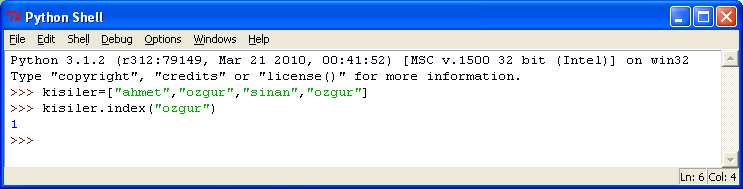 Python Shell
File Edit Shell Debug Options Windows Help
Python 3.1.2 (r312:79149, Mar 21 2010, 00:41:52) [MSC v.1500 32 bit (Intel)] on win32
Type "copyright", "credits" or "license()" for more information.
>>> kisiler=["ahmet","ozgur","sinan","ozgur"]
>>> kisiler.index("ozgur")
1
>>>
Ln: 6 Col: 4